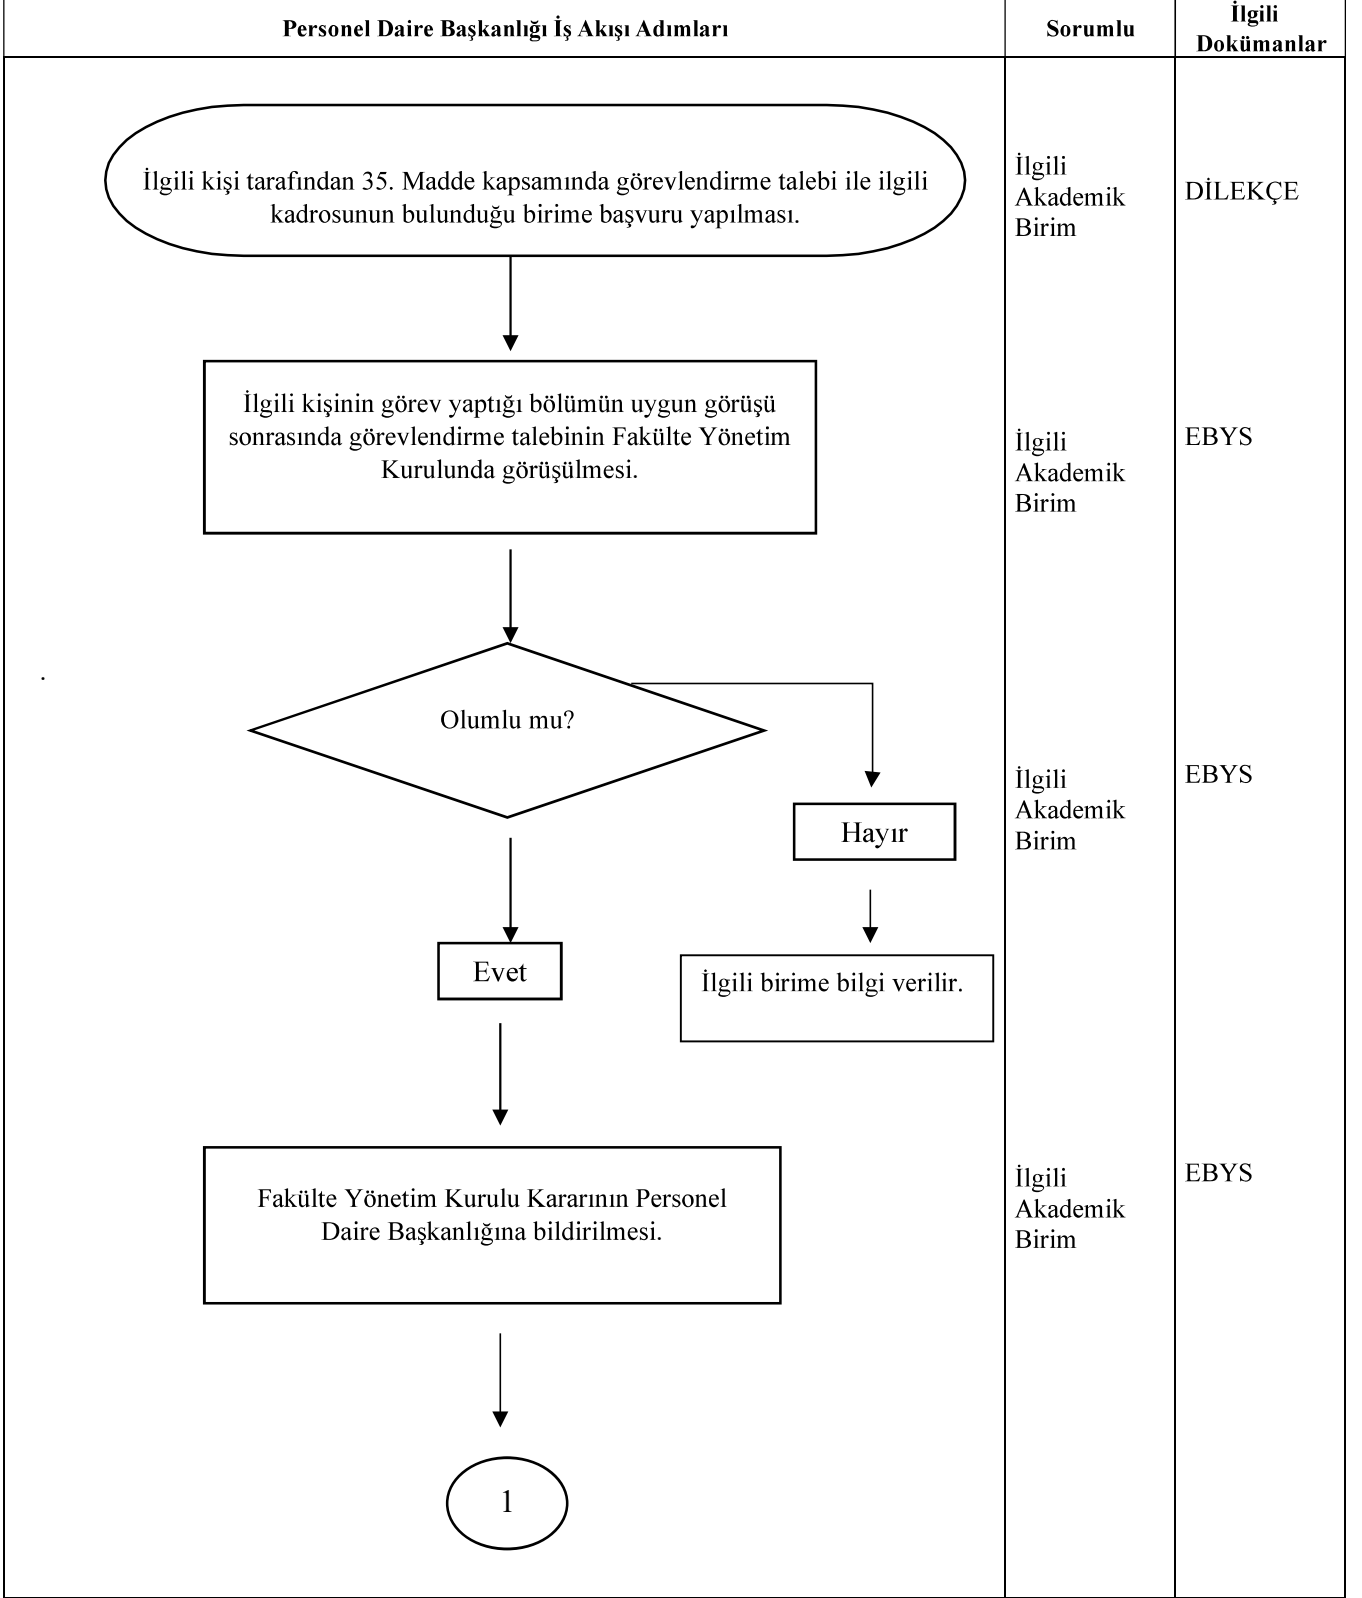 Personel Daire Başkanlığı İş Akışı Adımları
Sorumlu
İlgili
Dokümanlar
İlgili kişi tarafından 35. Madde kapsamında görevlendirme talebi ile ilgili
kadrosunun bulunduğu birime başvuru yapılması.
İlgili
Akademik
Birim
DİLEKÇE
İlgili kişinin görev yaptığı bölümün uygun görüşü
sonrasında görevlendirme talebinin Fakülte Yönetim
Kurulunda görüşülmesi.
İlgili
Akademik
Birim
EBYS
.
Olumlu mu?
İlgili
Akademik
Birim
EBYS
Hayır
Evet
İlgili birime bilgi verilir.
Fakülte Yönetim Kurulu Kararının Personel
Daire Başkanlığına bildirilmesi.
İlgili
Akademik
Birim
EBYS
1